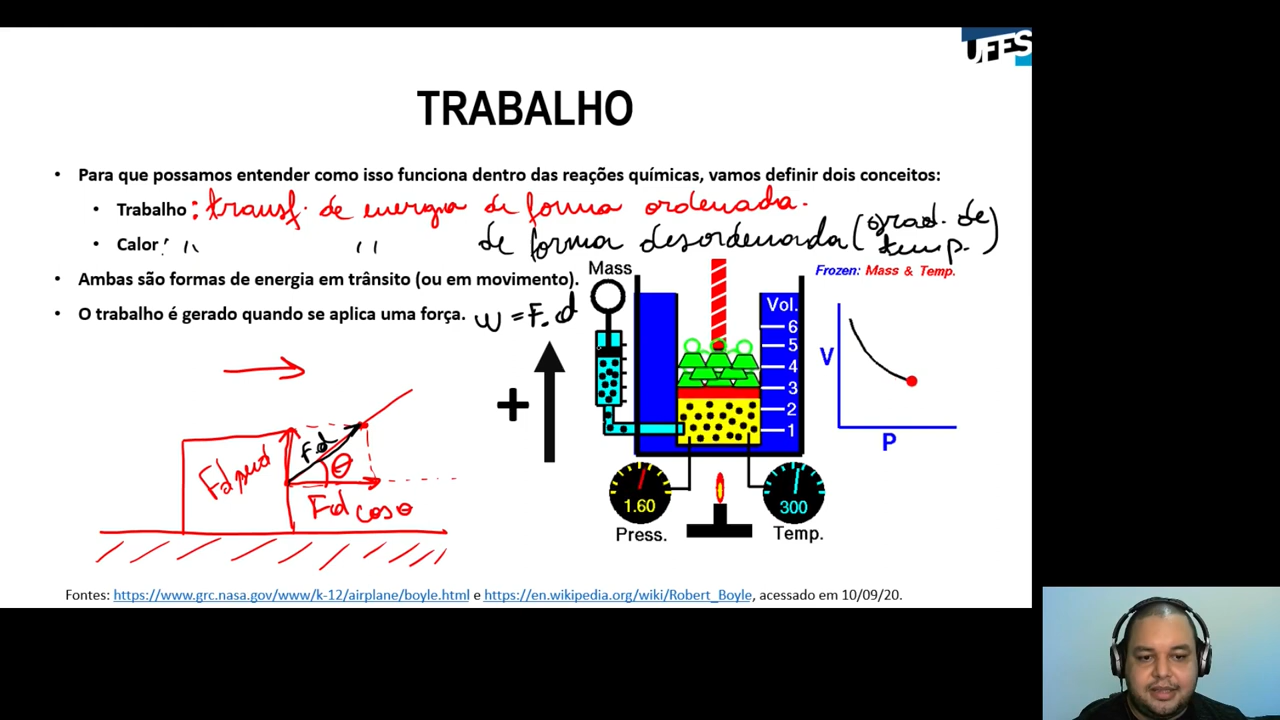 UFES
TRABALHO
• Para que possamos entender como isso funciona dentro das reações químicas, vamos definir dois conceitos:
• Trabalho : transf. de energia de forma ordenada.
• Calor : " " de forma desordenada (grad. de temp.)
• Ambas são formas de energia em trânsito (ou em movimento).
• O trabalho é gerado quando se aplica uma força. w = F. d
Mass
Frozen: Mass & Temp.
Vol.
6
5
4
3
2
1
V
P
+
F.d
θ
Fd
Fd cos θ
1.60
300
Press.
Temp.
Fontes: https://www.grc.nasa.gov/www/k-12/airplane/boyle.html e https://en.wikipedia.org/wiki/Robert_Boyle, acessado em 10/09/20.